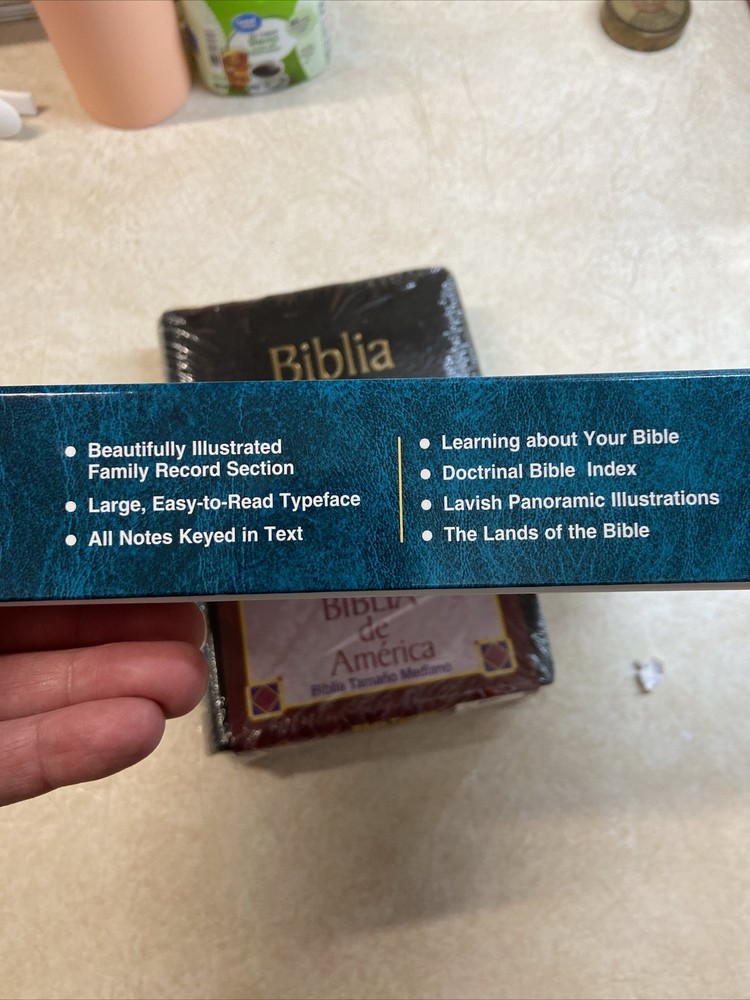 Biblia
Beautifully Illustrated
Family Record Section
Large, Easy-to-Read Typeface
All Notes Keyed in Text
Learning about Your Bible
Doctrinal Bible Index
Lavish Panoramic Illustrations
The Lands of the Bible
BIBLIA
de
América
Biblia Tamaño Mediano